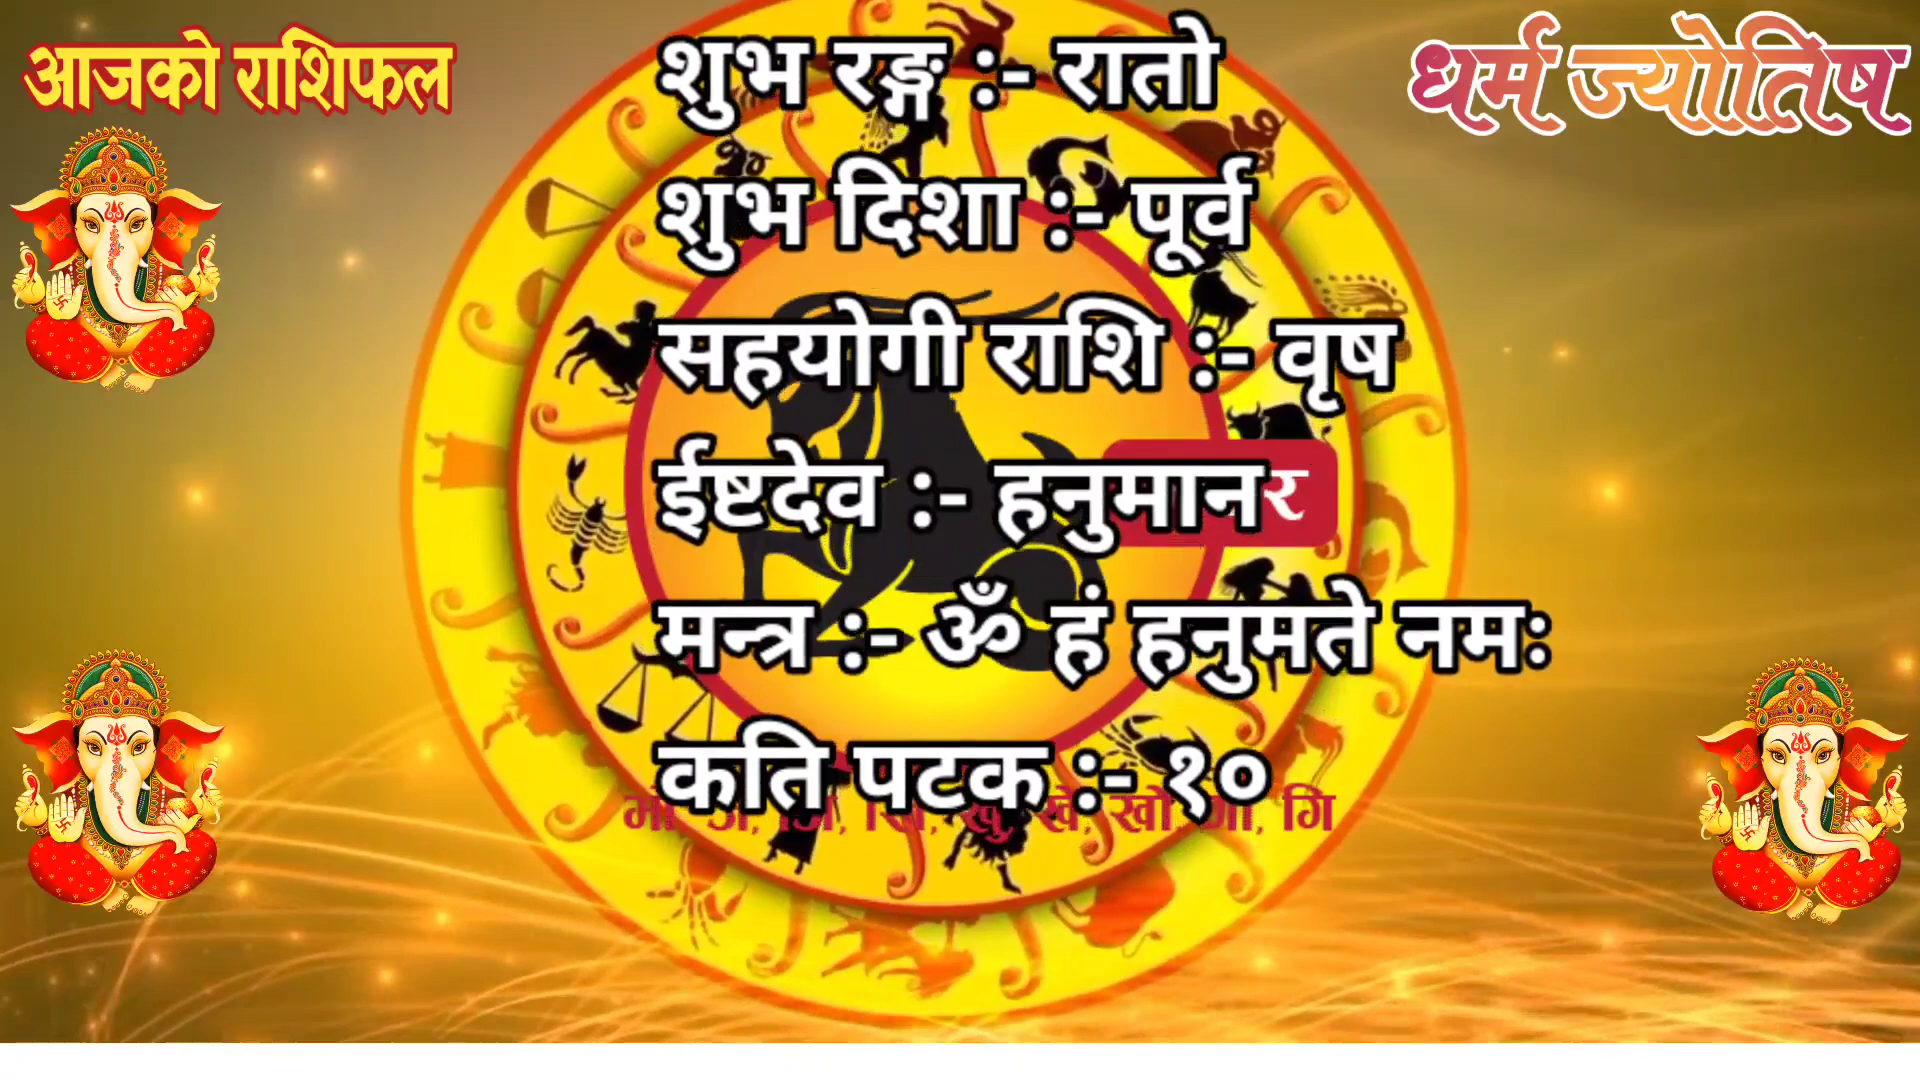 आजको राशिफल
धर्म ज्योतिष
शुभ रङ्ग :- रातो
शुभ दिशा :- पूर्व
सहयोगी राशि :- वृष
ईष्टदेव :- हनुमान
मन्त्र :- ॐ हं हनुमते नमः
कति पटक :- १०